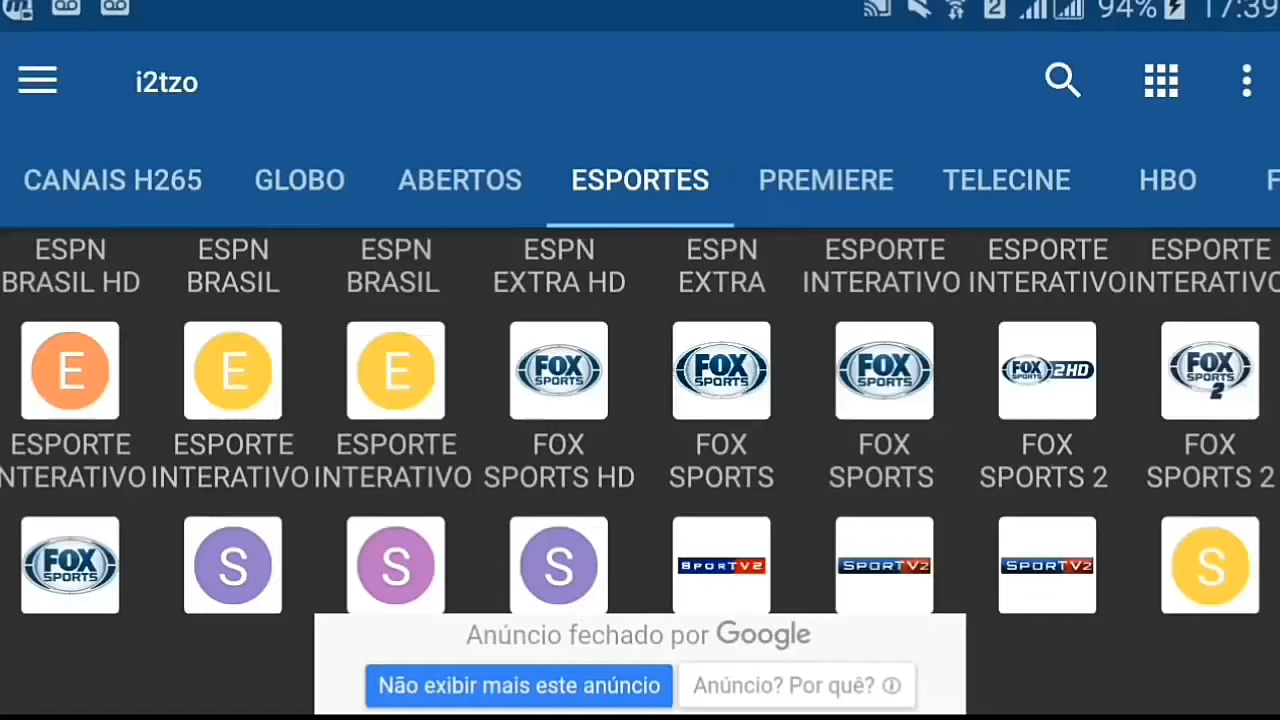 2 94% 17:39
i2tzo
CANAIS H265 GLOBO ABERTOS ESPORTES PREMIERE TELECINE HBO F
ESPN ESPN ESPN ESPN ESPN ESPORTE ESPORTE ESPORTE
BRASIL HD BRASIL BRASIL EXTRA HD EXTRA INTERATIVO INTERATIVO INTERATIVO
E E E FOX SPORTS FOX SPORTS FOX SPORTS FOX SPORTS 2HD FOX SPORTS 2
ESPORTE ESPORTE ESPORTE FOX FOX FOX FOX FOX
NTERATIVO INTERATIVO INTERATIVO SPORTS HD SPORTS SPORTS SPORTS 2 SPORTS 2
FOX SPORTS S S S SPORTV2 SPORTV2 SPORTV2 S
Anúncio fechado por Google
Não exibir mais este anúncio Anúncio? Por quê?